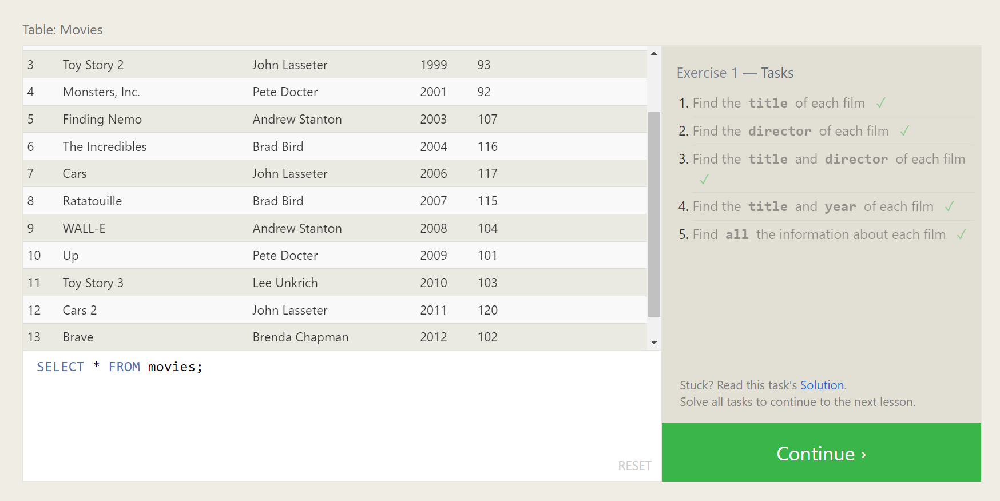 Table: Movies
3 Toy Story 2 John Lasseter 1999 93
4 Monsters, Inc. Pete Docter 2001 92
5 Finding Nemo Andrew Stanton 2003 107
6 The Incredibles Brad Bird 2004 116
7 Cars John Lasseter 2006 117
8 Ratatouille Brad Bird 2007 115
9 WALL-E Andrew Stanton 2008 104
10 Up Pete Docter 2009 101
11 Toy Story 3 Lee Unkrich 2010 103
12 Cars 2 John Lasseter 2011 120
13 Brave Brenda Chapman 2012 102
SELECT * FROM movies;
RESET
Exercise 1 — Tasks
1. Find the title of each film ✓
2. Find the director of each film ✓
3. Find the title and director of each film
✓
4. Find the title and year of each film ✓
5. Find all the information about each film ✓
Stuck? Read this task's Solution.
Solve all tasks to continue to the next lesson.
Continue ›